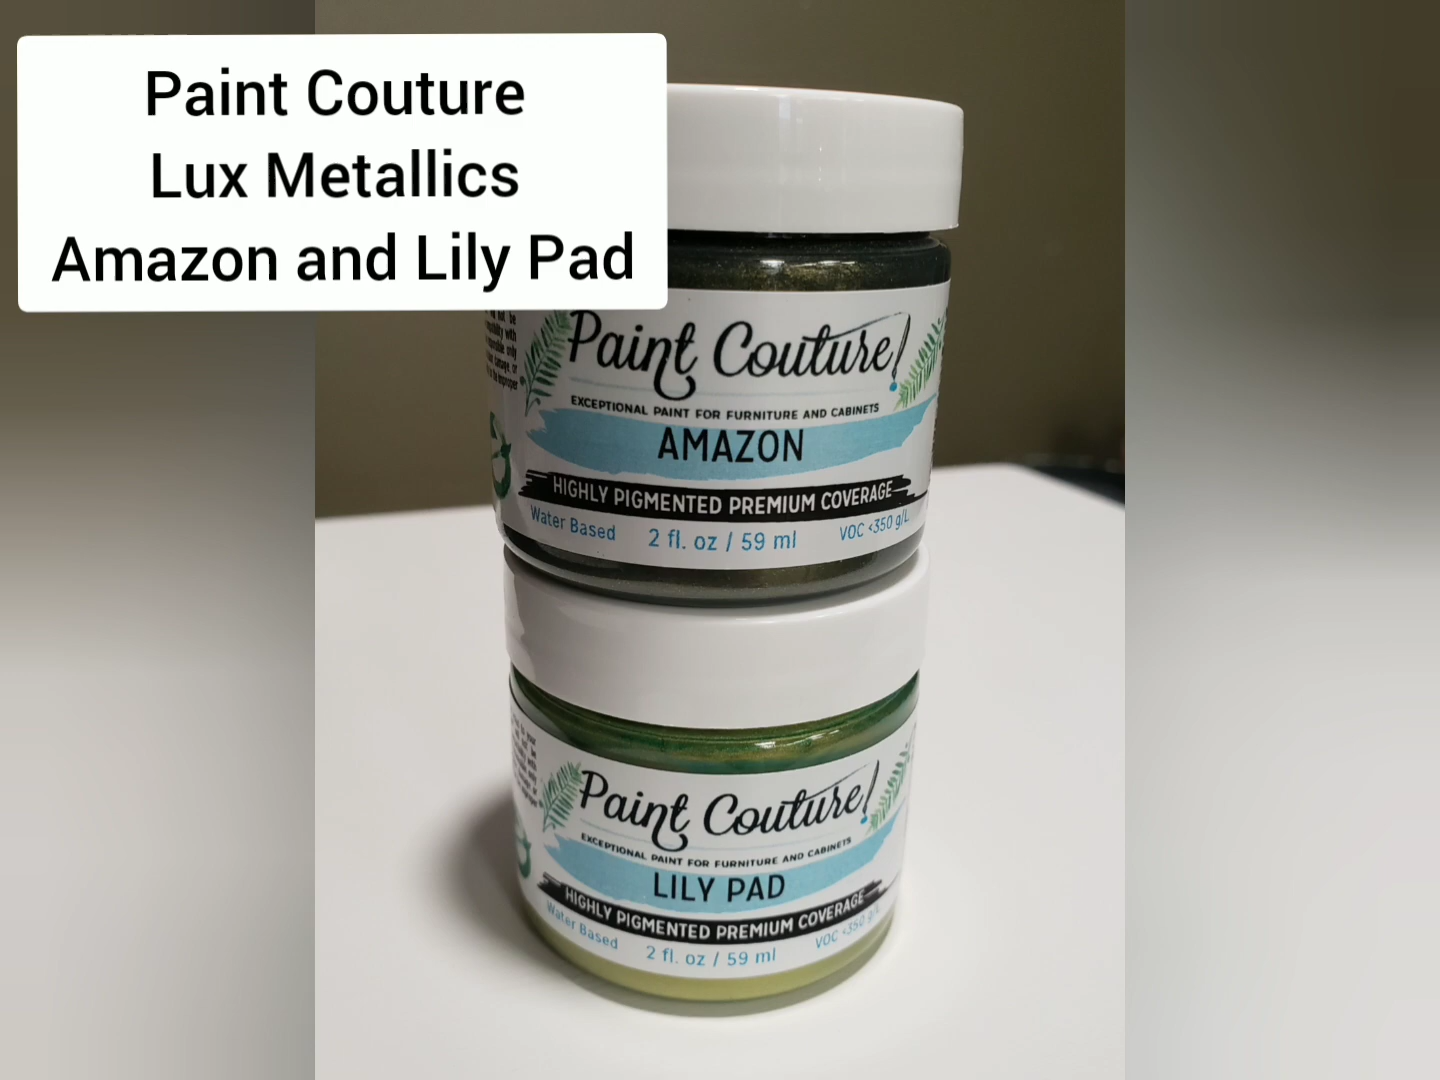 Paint Couture
Lux Metallics
Amazon and Lily Pad
Paint Couture!
EXCEPTIONAL PAINT FOR FURNITURE AND CABINETS
AMAZON
HIGHLY PIGMENTED PREMIUM COVERAGE
Water Based 2 fl. oz / 59 ml VOC <350 g/L
Paint Couture!
EXCEPTIONAL PAINT FOR FURNITURE AND CABINETS
LILY PAD
HIGHLY PIGMENTED PREMIUM COVERAGE
Water Based 2 fl. oz / 59 ml VOC <350 g/L